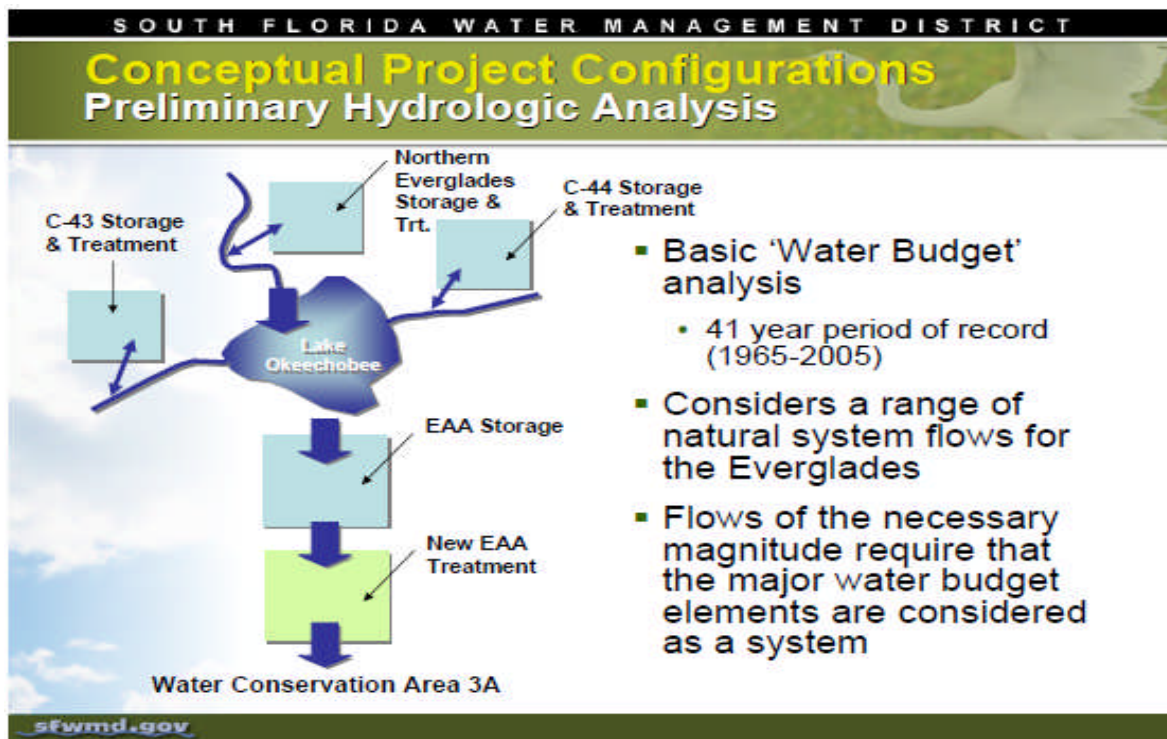 SOUTH FLORIDA WATER MANAGEMENT DISTRICT
Conceptual Project Configurations
Preliminary Hydrologic Analysis
Northern
Everglades
Storage &
Trt.
C-44 Storage
& Treatment
C-43 Storage
& Treatment
Lake
Okeechobee
EAA Storage
New EAA
Treatment
Water Conservation Area 3A
▪ Basic ‘Water Budget’
analysis
• 41 year period of record
(1965-2005)
▪ Considers a range of
natural system flows for
the Everglades
▪ Flows of the necessary
magnitude require that
the major water budget
elements are considered
as a system
sfwmd.gov